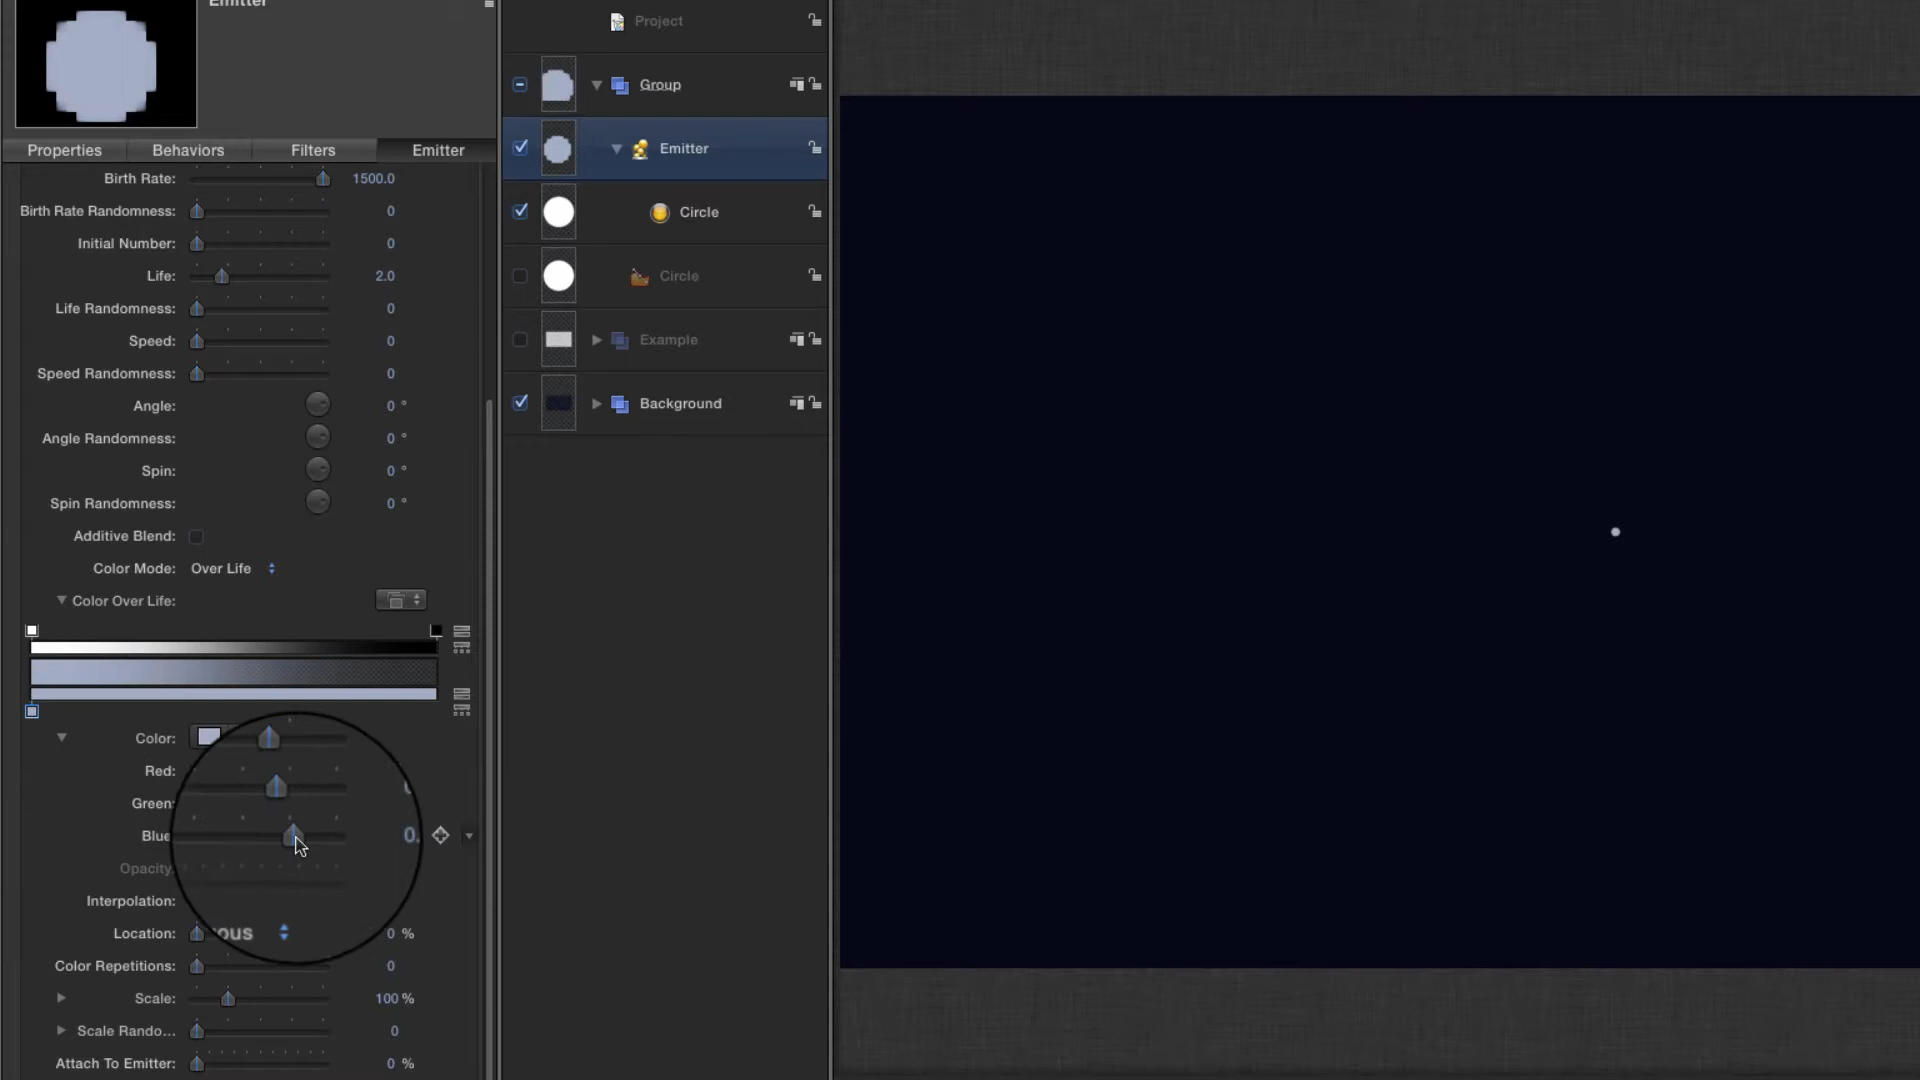 Emitter
Properties
Behaviors
Filters
Emitter
Birth Rate: 1500.0
Birth Rate Randomness: 0
Initial Number: 0
Life: 2.0
Life Randomness: 0
Speed: 0
Speed Randomness: 0
Angle: 0 °
Angle Randomness: 0 °
Spin: 0 °
Spin Randomness: 0 °
Additive Blend:
Color Mode: Over Life
Color Over Life:
Color:
Red:
Green:
Blue 0.
Opacity
Interpolation:
Location: 0 %
Color Repetitions: 0
Scale: 100 %
Scale Rando... 0
Attach To Emitter: 0 %
Project
Group
Emitter
Circle
Circle
Example
Background